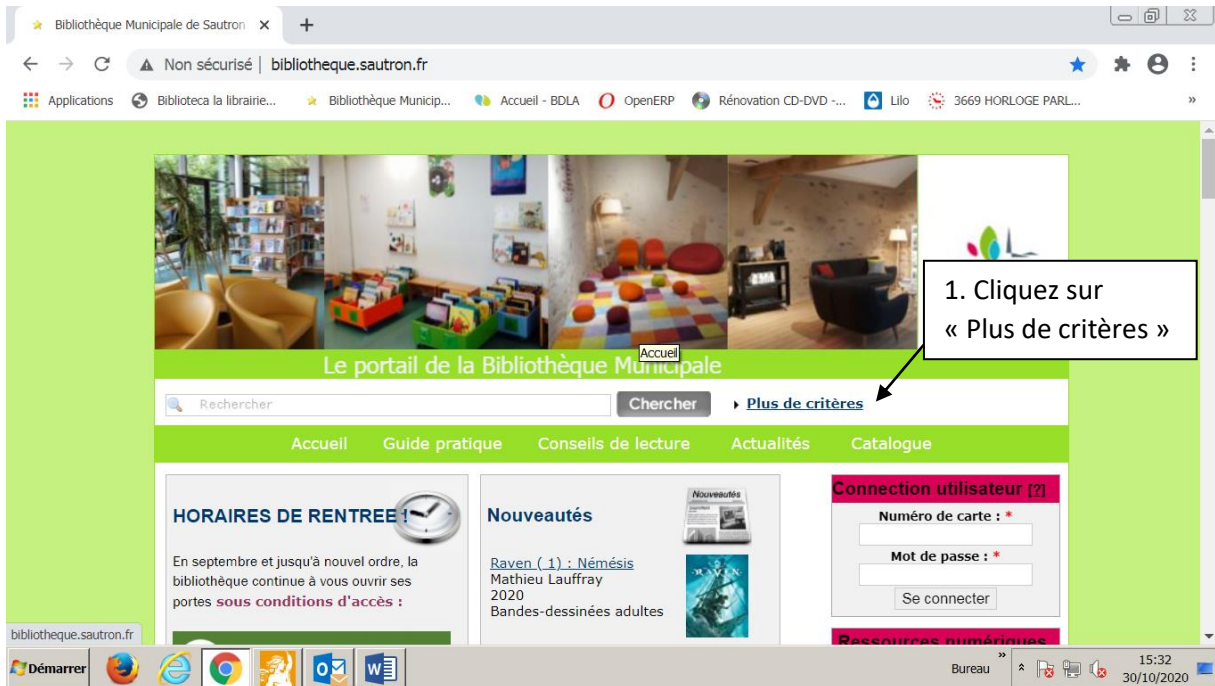 Bibliothèque Municipale de Sautron
Non sécurisé | bibliotheque.sautron.fr
Applications Biblioteca la librairie... Bibliothèque Municip... Accueil - BDLA OpenERP Rénovation CD-DVD -... Lilo 3669 HORLOGE PARL... »
1. Cliquez sur
« Plus de critères »
Le portail de la Bibliothèque Municipale
Accueil
Rechercher Chercher Plus de critères
Accueil Guide pratique Conseils de lecture Actualités Catalogue
HORAIRES DE RENTREE !
En septembre et jusqu'à nouvel ordre, la
bibliothèque continue à vous ouvrir ses
portes sous conditions d'accès :
Nouveautés
Nouveautés
Raven ( 1) : Némésis
Mathieu Lauffray
2020
Bandes-dessinées adultes
RAVEN
Connection utilisateur [?]
Numéro de carte : *
Mot de passe : *
Se connecter
Ressources numériques
bibliotheque.sautron.fr
Démarrer
Bureau »
15:32
30/10/2020